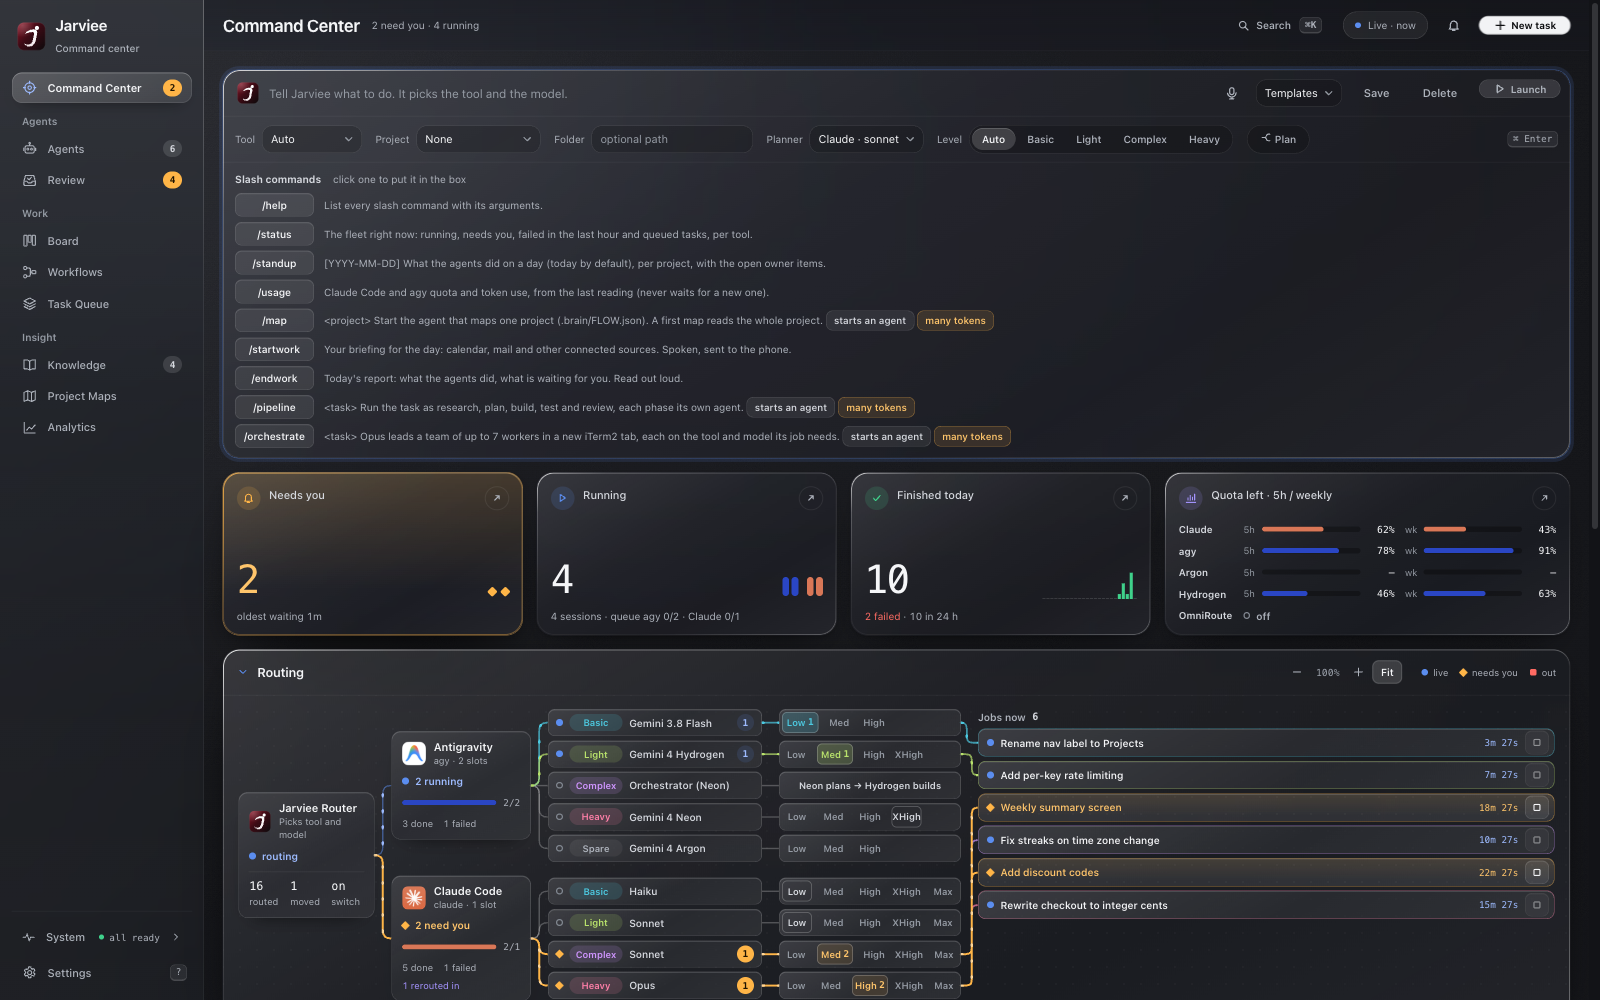 Jarviee
Command center
Command Center 2
Agents
Agents 6
Review 4
Work
Board
Workflows
Task Queue
Insight
Knowledge 4
Project Maps
Analytics
System all ready
Settings ?
Command Center 2 need you · 4 running
Search ⌘K Live · now + New task
Tell Jarviee what to do. It picks the tool and the model.
Templates Save Delete Launch
Tool Auto Project None Folder optional path Planner Claude · sonnet Level Auto Basic Light Complex Heavy Plan ⌘ Enter
Slash commands click one to put it in the box
/help List every slash command with its arguments.
/status The fleet right now: running, needs you, failed in the last hour and queued tasks, per tool.
/standup [YYYY-MM-DD] What the agents did on a day (today by default), per project, with the open owner items.
/usage Claude Code and agy quota and token use, from the last reading (never waits for a new one).
/map <project> Start the agent that maps one project (.brain/FLOW.json). A first map reads the whole project. starts an agent many tokens
/startwork Your briefing for the day: calendar, mail and other connected sources. Spoken, sent to the phone.
/endwork Today's report: what the agents did, what is waiting for you. Read out loud.
/pipeline <task> Run the task as research, plan, build, test and review, each phase its own agent. starts an agent many tokens
/orchestrate <task> Opus leads a team of up to 7 workers in a new iTerm2 tab, each on the tool and model its job needs. starts an agent many tokens
Needs you
2
oldest waiting 1m
Running
4
4 sessions · queue agy 0/2 · Claude 0/1
Finished today
10
2 failed · 10 in 24 h
Quota left · 5h / weekly
Claude 5h 62% wk 43%
agy 5h 78% wk 91%
Argon 5h – wk –
Hydrogen 5h 46% wk 63%
OmniRoute off
Routing
− 100% + Fit live needs you out
Jarviee Router
Picks tool and
model
routing
16 1 on
routed moved switch
Antigravity
agy · 2 slots
2 running
2/2
3 done 1 failed
Claude Code
claude · 1 slot
2 need you
2/1
5 done 1 failed
1 rerouted in
Basic Gemini 3.8 Flash 1 Low 1 Med High
Light Gemini 4 Hydrogen 1 Low Med 1 High XHigh
Complex Orchestrator (Neon) Neon plans → Hydrogen builds
Heavy Gemini 4 Neon Low Med High XHigh
Spare Gemini 4 Argon Low Med High
Basic Haiku Low Med High XHigh Max
Light Sonnet Low Med High XHigh Max
Complex Sonnet 1 Low Med 2 High XHigh Max
Heavy Opus 1 Low Med High 2 XHigh Max
Jobs now 6
Rename nav label to Projects 3m 27s
Add per-key rate limiting 7m 27s
Weekly summary screen 18m 27s
Fix streaks on time zone change 10m 27s
Add discount codes 22m 27s
Rewrite checkout to integer cents 15m 27s